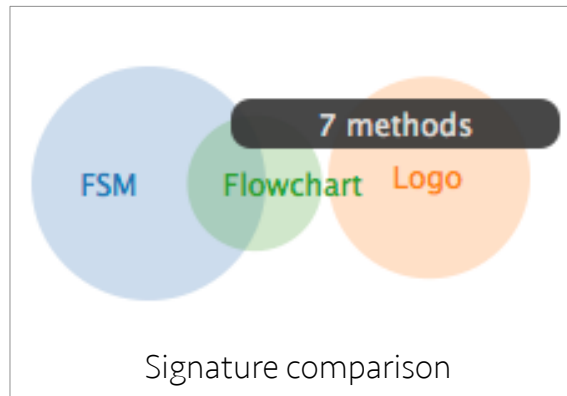 7 methods
FSM
Flowchart
Logo
Signature comparison